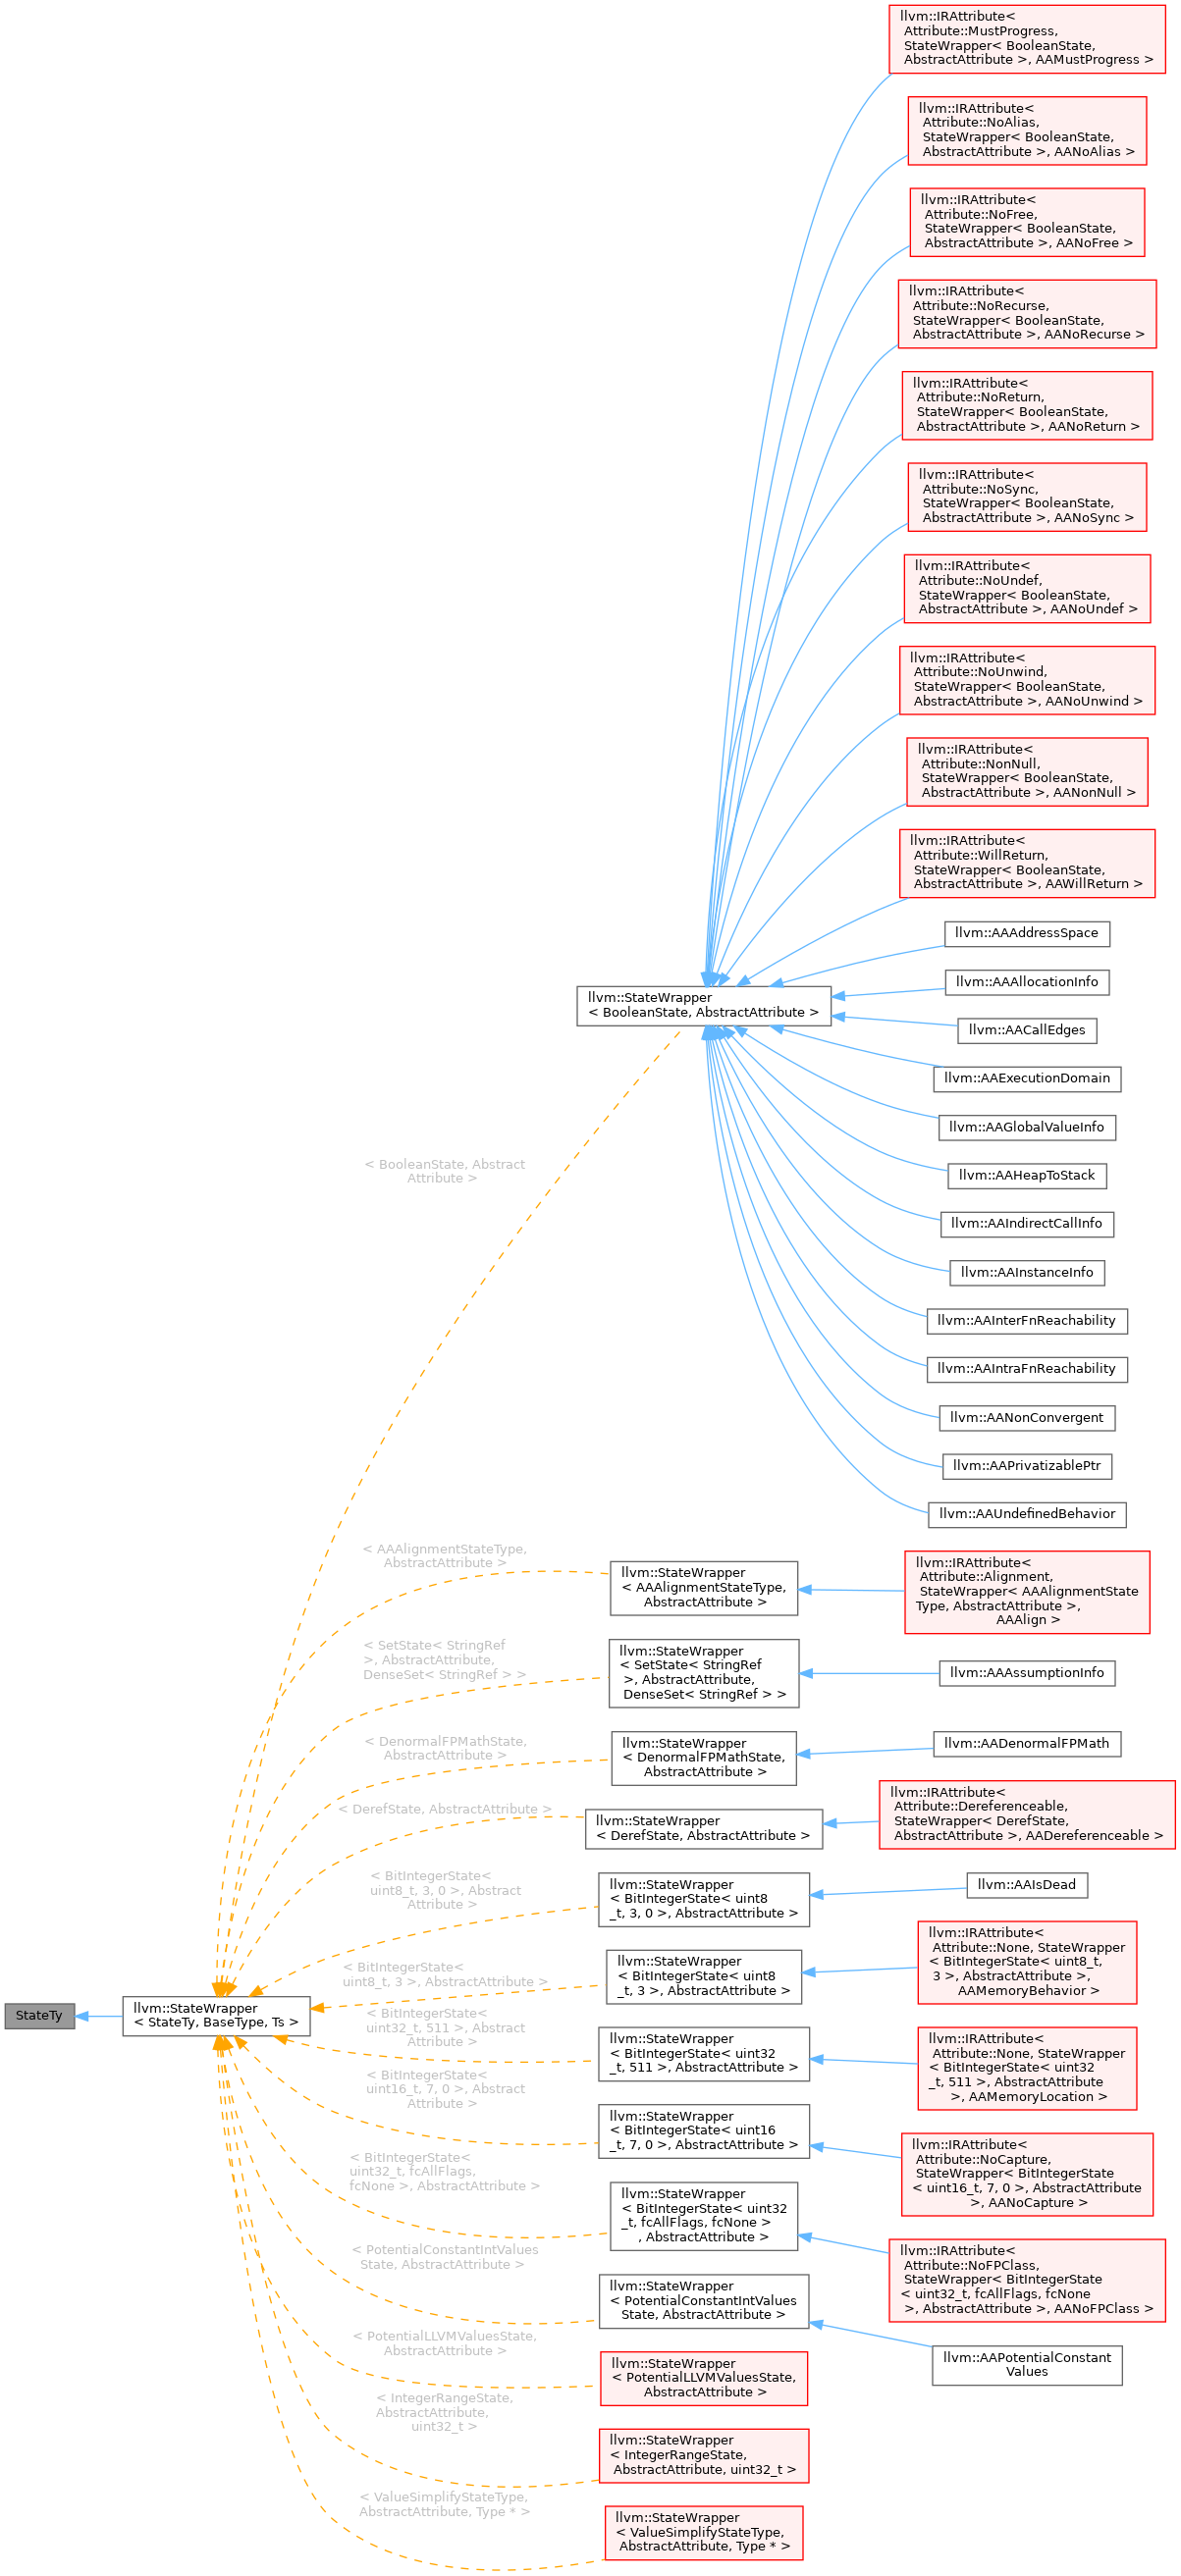 llvm::IRAttribute<
Attribute::MustProgress,
StateWrapper< BooleanState,
AbstractAttribute >, AAMustProgress >
llvm::IRAttribute<
Attribute::NoAlias,
StateWrapper< BooleanState,
AbstractAttribute >, AANoAlias >
llvm::IRAttribute<
Attribute::NoFree,
StateWrapper< BooleanState,
AbstractAttribute >, AANoFree >
llvm::IRAttribute<
Attribute::NoRecurse,
StateWrapper< BooleanState,
AbstractAttribute >, AANoRecurse >
llvm::IRAttribute<
Attribute::NoReturn,
StateWrapper< BooleanState,
AbstractAttribute >, AANoReturn >
llvm::IRAttribute<
Attribute::NoSync,
StateWrapper< BooleanState,
AbstractAttribute >, AANoSync >
llvm::IRAttribute<
Attribute::NoUndef,
StateWrapper< BooleanState,
AbstractAttribute >, AANoUndef >
llvm::IRAttribute<
Attribute::NoUnwind,
StateWrapper< BooleanState,
AbstractAttribute >, AANoUnwind >
llvm::IRAttribute<
Attribute::NonNull,
StateWrapper< BooleanState,
AbstractAttribute >, AANonNull >
llvm::IRAttribute<
Attribute::WillReturn,
StateWrapper< BooleanState,
AbstractAttribute >, AAWillReturn >
llvm::AAAddressSpace
llvm::AAAllocationInfo
llvm::StateWrapper
< BooleanState, AbstractAttribute >
llvm::AACallEdges
llvm::AAExecutionDomain
llvm::AAGlobalValueInfo
llvm::AAHeapToStack
< BooleanState, Abstract
Attribute >
llvm::AAIndirectCallInfo
llvm::AAInstanceInfo
llvm::AAInterFnReachability
llvm::AAIntraFnReachability
llvm::AANonConvergent
llvm::AAPrivatizablePtr
llvm::AAUndefinedBehavior
< AAAlignmentStateType,
AbstractAttribute >
llvm::StateWrapper
< AAAlignmentStateType,
AbstractAttribute >
llvm::IRAttribute<
Attribute::Alignment,
StateWrapper< AAAlignmentState
Type, AbstractAttribute >,
AAAlign >
< SetState< StringRef
>, AbstractAttribute,
DenseSet< StringRef > >
llvm::StateWrapper
< SetState< StringRef
>, AbstractAttribute,
DenseSet< StringRef > >
llvm::AAAssumptionInfo
< DenormalFPMathState,
AbstractAttribute >
llvm::StateWrapper
< DenormalFPMathState,
AbstractAttribute >
llvm::AADenormalFPMath
< DerefState, AbstractAttribute >
llvm::StateWrapper
< DerefState, AbstractAttribute >
llvm::IRAttribute<
Attribute::Dereferenceable,
StateWrapper< DerefState,
AbstractAttribute >, AADereferenceable >
< BitIntegerState<
uint8_t, 3, 0 >, Abstract
Attribute >
llvm::StateWrapper
< BitIntegerState< uint8
_t, 3, 0 >, AbstractAttribute >
llvm::AAIsDead
< BitIntegerState<
uint8_t, 3 >, AbstractAttribute >
llvm::StateWrapper
< BitIntegerState< uint8
_t, 3 >, AbstractAttribute >
llvm::IRAttribute<
Attribute::None, StateWrapper
< BitIntegerState< uint8_t,
3 >, AbstractAttribute >,
AAMemoryBehavior >
StateTy
llvm::StateWrapper
< StateTy, BaseType, Ts >
< BitIntegerState<
uint32_t, 511 >, Abstract
Attribute >
llvm::StateWrapper
< BitIntegerState< uint32
_t, 511 >, AbstractAttribute >
llvm::IRAttribute<
Attribute::None, StateWrapper
< BitIntegerState< uint32
_t, 511 >, AbstractAttribute
>, AAMemoryLocation >
< BitIntegerState<
uint16_t, 7, 0 >, Abstract
Attribute >
llvm::StateWrapper
< BitIntegerState< uint16
_t, 7, 0 >, AbstractAttribute >
llvm::IRAttribute<
Attribute::NoCapture,
StateWrapper< BitIntegerState
< uint16_t, 7, 0 >, AbstractAttribute
>, AANoCapture >
< BitIntegerState<
uint32_t, fcAllFlags,
fcNone >, AbstractAttribute >
llvm::StateWrapper
< BitIntegerState< uint32
_t, fcAllFlags, fcNone >
, AbstractAttribute >
llvm::IRAttribute<
Attribute::NoFPClass,
StateWrapper< BitIntegerState
< uint32_t, fcAllFlags, fcNone
>, AbstractAttribute >, AANoFPClass >
< PotentialConstantIntValues
State, AbstractAttribute >
llvm::StateWrapper
< PotentialConstantIntValues
State, AbstractAttribute >
llvm::AAPotentialConstant
Values
< PotentialLLVMValuesState,
AbstractAttribute >
llvm::StateWrapper
< PotentialLLVMValuesState,
AbstractAttribute >
< IntegerRangeState,
AbstractAttribute,
uint32_t >
llvm::StateWrapper
< IntegerRangeState,
AbstractAttribute, uint32_t >
< ValueSimplifyStateType,
AbstractAttribute, Type * >
llvm::StateWrapper
< ValueSimplifyStateType,
AbstractAttribute, Type * >